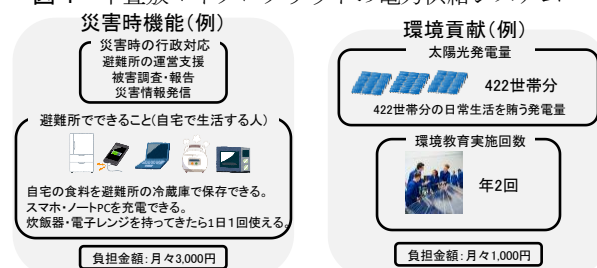 災害時機能(例)
災害時の行政対応
避難所の運営支援
被害調査・報告
災害情報発信
避難所でできること(自宅で生活する人)
自宅の食料を避難所の冷蔵庫で保存できる。
スマホ・ノートPCを充電できる。
炊飯器・電子レンジを持ってきたら1日1回使える。
負担金額:月々3,000円
環境貢献(例)
太陽光発電量
422世帯分
422世帯分の日常生活を賄う発電量
環境教育実施回数
年2回
負担金額:月々1,000円